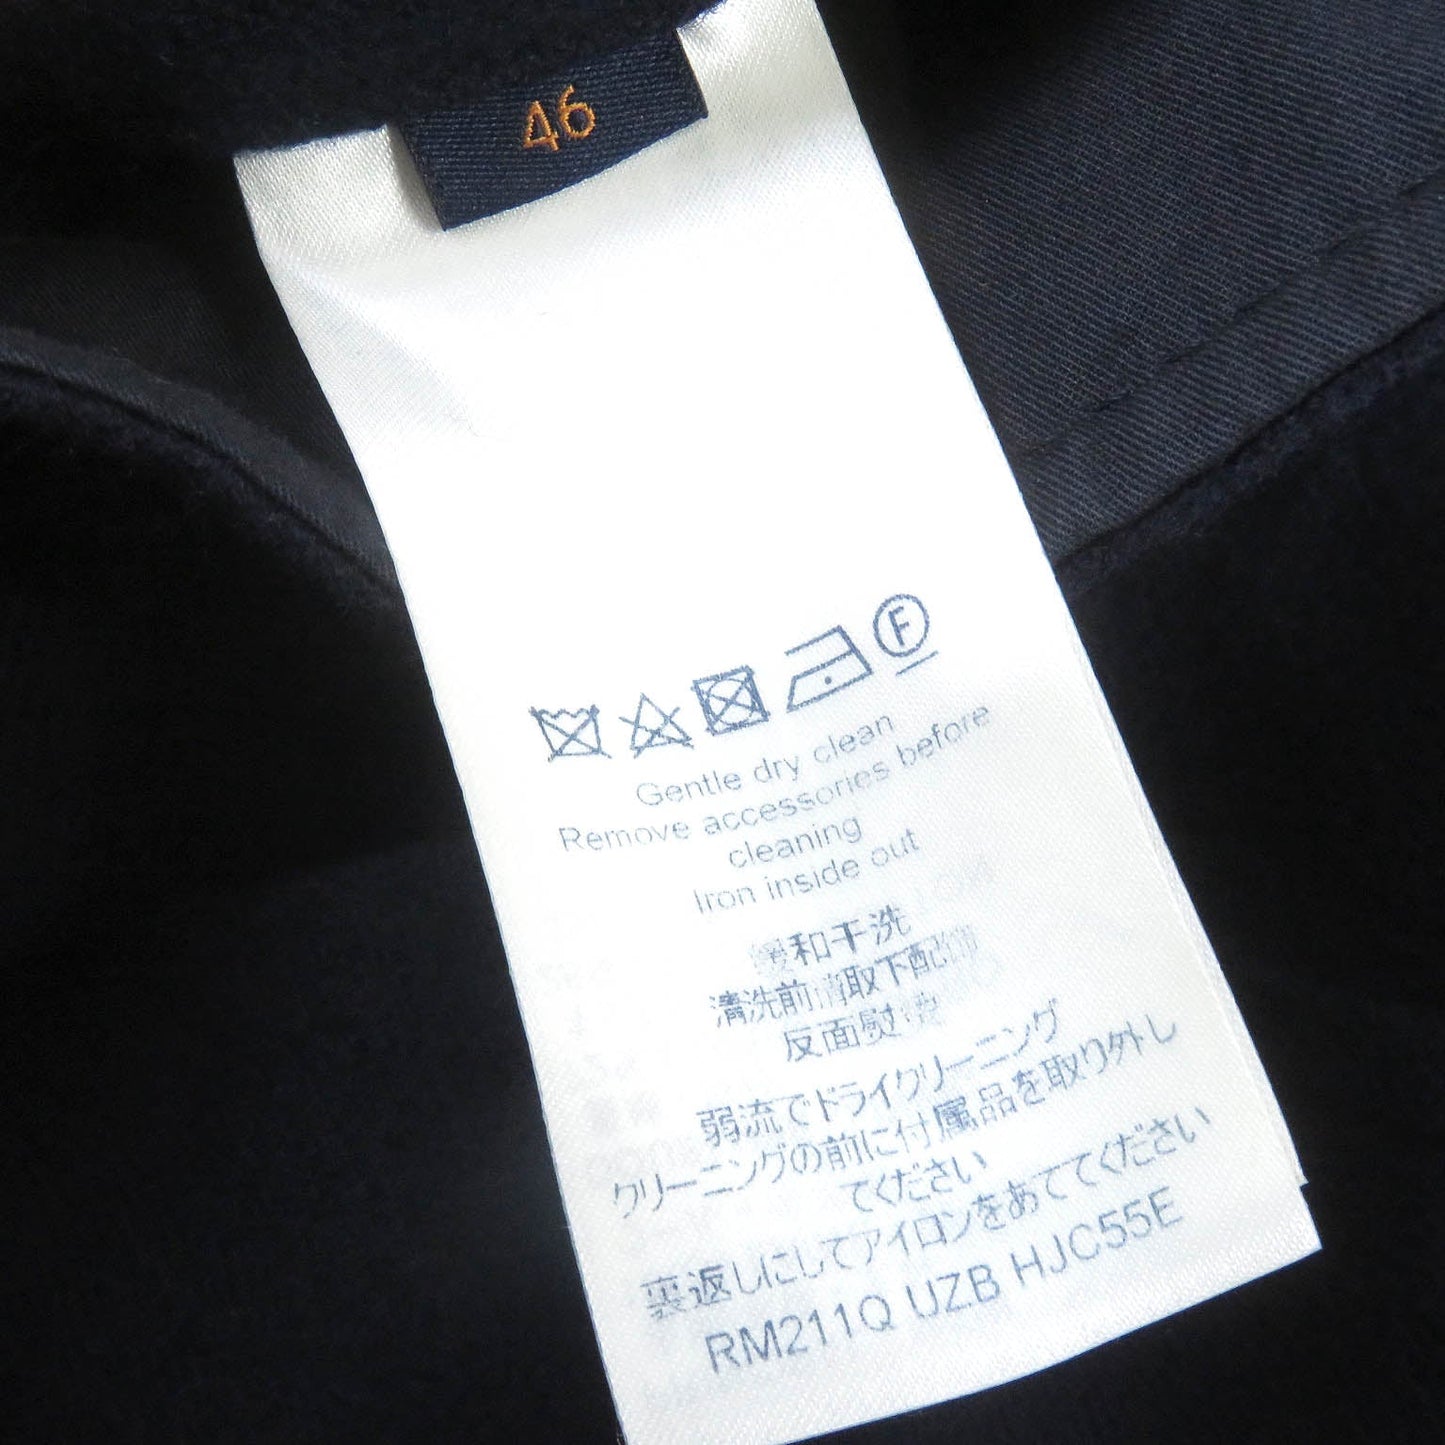 46
F
Gentle dry clean
Remove accessories before
cleaning
Iron inside out
缓和干洗
清洗前请取下配饰
反面熨烫
弱流でドライクリーニング
クリーニングの前に付属品を取り外し
てください
裏返しにしてアイロンをあててください
RM211Q UZB HJC55E